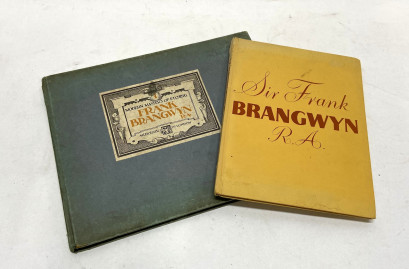 MODERN MASTERS OF ETCHING
FRANK
BRANGWYN
R.A.
Sir Frank
BRANGWYN
R.A.